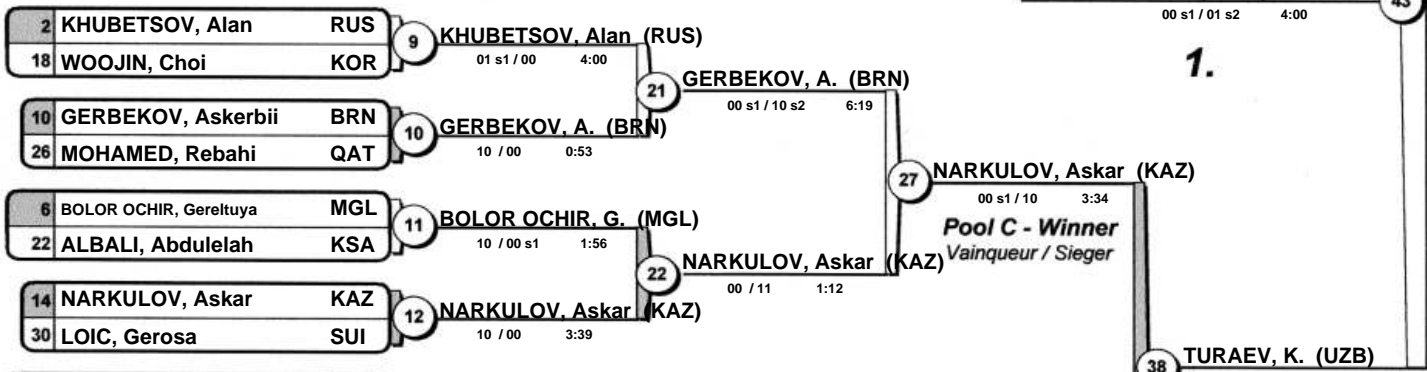 2 KHUBETSOV, Alan RUS
18 WOOJIN, Choi KOR
9
KHUBETSOV, Alan (RUS)
01 s1 / 00 4:00
10 GERBEKOV, Askerbii BRN
26 MOHAMED, Rebahi QAT
10
GERBEKOV, A. (BRN)
10 / 00 0:53
21
GERBEKOV, A. (BRN)
00 s1 / 10 s2 6:19
6 BOLOR OCHIR, Gereltuya MGL
22 ALBALI, Abdulelah KSA
11
BOLOR OCHIR, G. (MGL)
10 / 00 s1 1:56
14 NARKULOV, Askar KAZ
30 LOIC, Gerosa SUI
12
NARKULOV, Askar (KAZ)
10 / 00 3:39
22
NARKULOV, Askar (KAZ)
00 / 11 1:12
27
NARKULOV, Askar (KAZ)
00 s1 / 10 3:34
Pool C - Winner
Vainqueur / Sieger
00 s1 / 01 s2 4:00
43
1.
38
TURAEV, K. (UZB)